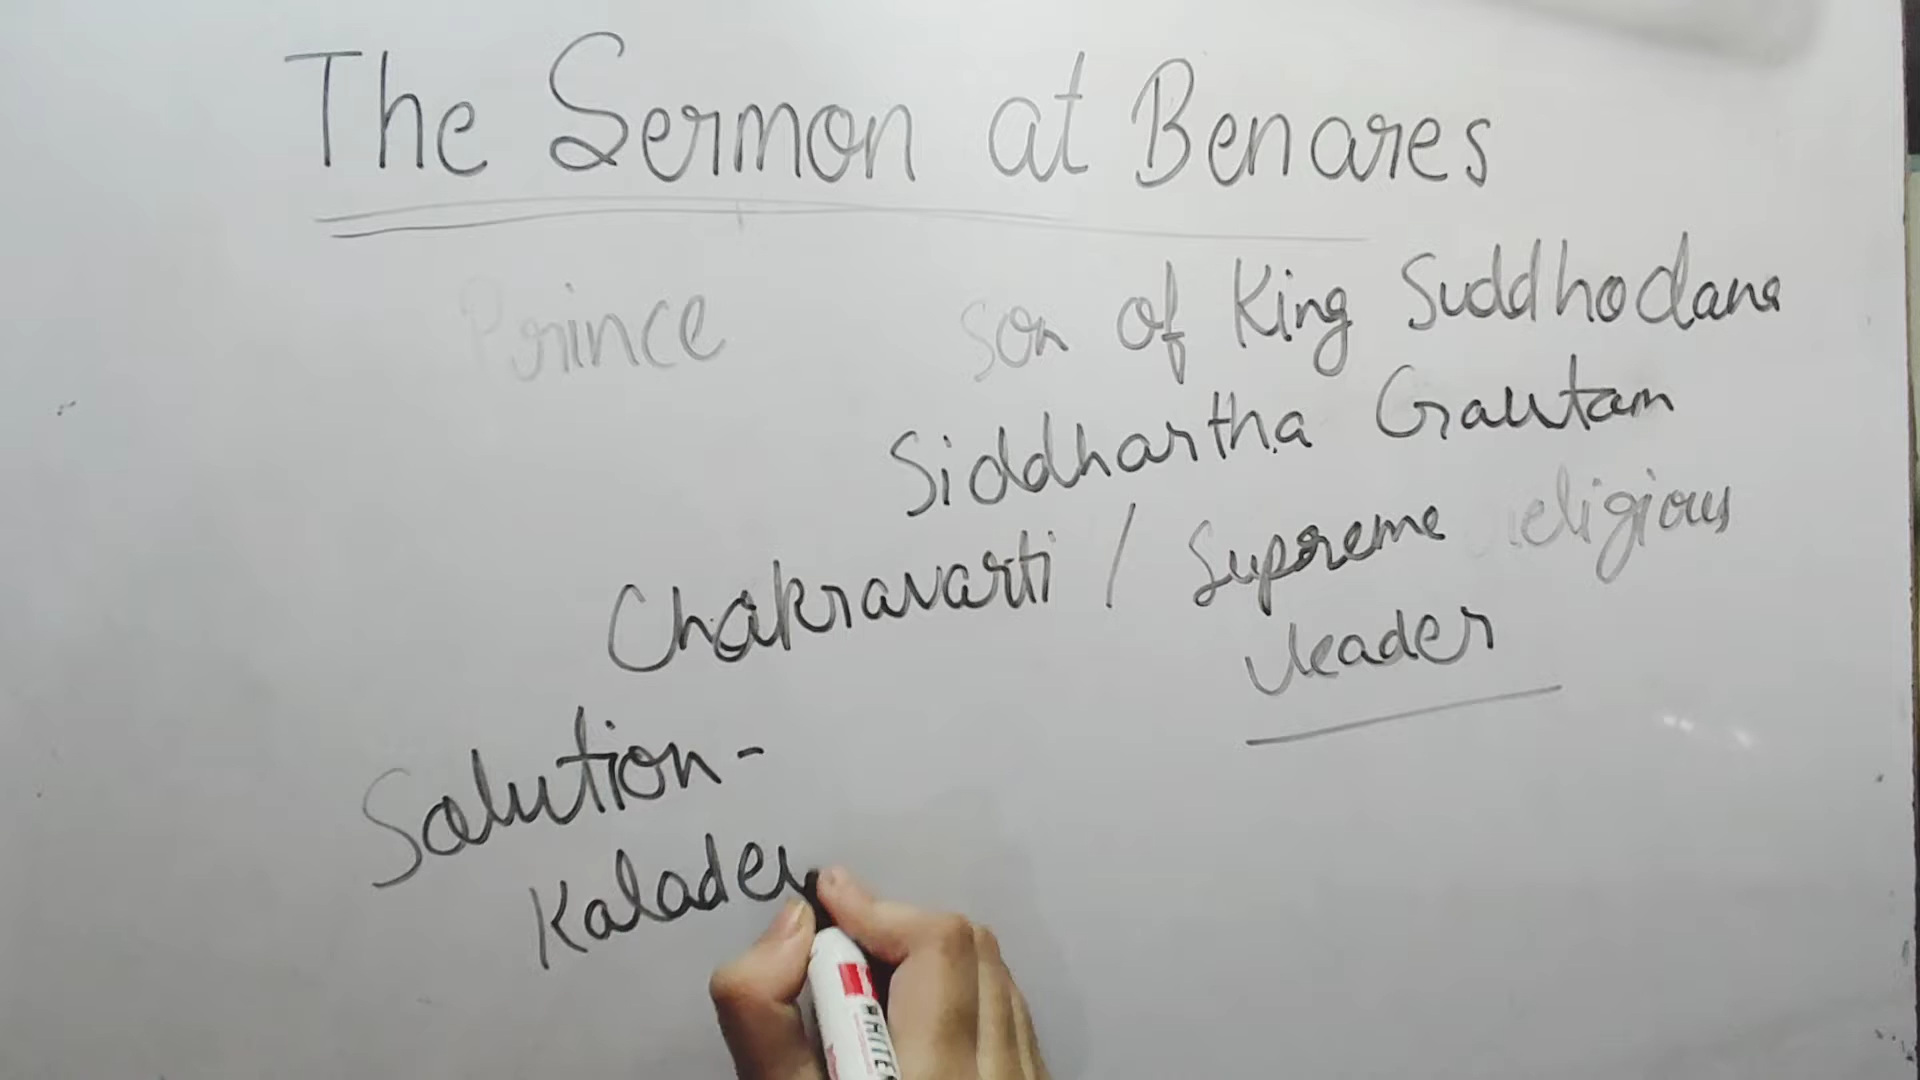 The Sermon at Benares
Prince son of King Suddhodana
Siddhartha Gautam
Chakravarti / Supreme religious
leader
Solution -
Kaladev